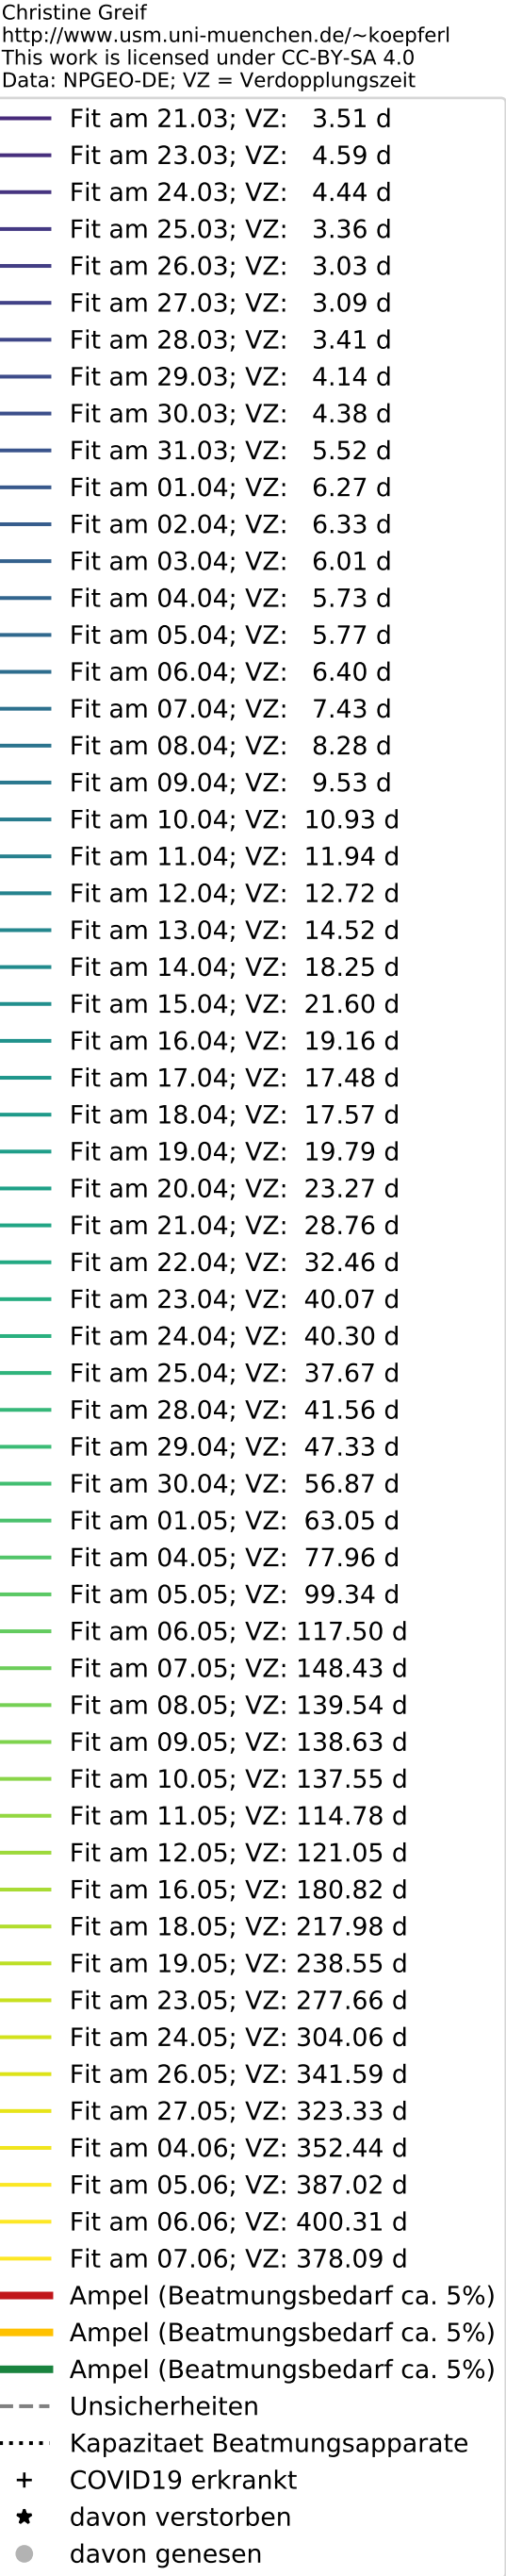 Christine Greif
http://www.usm.uni-muenchen.de/~koepferl
This work is licensed under CC-BY-SA 4.0
Data: NPGEO-DE; VZ = Verdopplungszeit
Fit am 21.03; VZ: 3.51 d
Fit am 23.03; VZ: 4.59 d
Fit am 24.03; VZ: 4.44 d
Fit am 25.03; VZ: 3.36 d
Fit am 26.03; VZ: 3.03 d
Fit am 27.03; VZ: 3.09 d
Fit am 28.03; VZ: 3.41 d
Fit am 29.03; VZ: 4.14 d
Fit am 30.03; VZ: 4.38 d
Fit am 31.03; VZ: 5.52 d
Fit am 01.04; VZ: 6.27 d
Fit am 02.04; VZ: 6.33 d
Fit am 03.04; VZ: 6.01 d
Fit am 04.04; VZ: 5.73 d
Fit am 05.04; VZ: 5.77 d
Fit am 06.04; VZ: 6.40 d
Fit am 07.04; VZ: 7.43 d
Fit am 08.04; VZ: 8.28 d
Fit am 09.04; VZ: 9.53 d
Fit am 10.04; VZ: 10.93 d
Fit am 11.04; VZ: 11.94 d
Fit am 12.04; VZ: 12.72 d
Fit am 13.04; VZ: 14.52 d
Fit am 14.04; VZ: 18.25 d
Fit am 15.04; VZ: 21.60 d
Fit am 16.04; VZ: 19.16 d
Fit am 17.04; VZ: 17.48 d
Fit am 18.04; VZ: 17.57 d
Fit am 19.04; VZ: 19.79 d
Fit am 20.04; VZ: 23.27 d
Fit am 21.04; VZ: 28.76 d
Fit am 22.04; VZ: 32.46 d
Fit am 23.04; VZ: 40.07 d
Fit am 24.04; VZ: 40.30 d
Fit am 25.04; VZ: 37.67 d
Fit am 28.04; VZ: 41.56 d
Fit am 29.04; VZ: 47.33 d
Fit am 30.04; VZ: 56.87 d
Fit am 01.05; VZ: 63.05 d
Fit am 04.05; VZ: 77.96 d
Fit am 05.05; VZ: 99.34 d
Fit am 06.05; VZ: 117.50 d
Fit am 07.05; VZ: 148.43 d
Fit am 08.05; VZ: 139.54 d
Fit am 09.05; VZ: 138.63 d
Fit am 10.05; VZ: 137.55 d
Fit am 11.05; VZ: 114.78 d
Fit am 12.05; VZ: 121.05 d
Fit am 16.05; VZ: 180.82 d
Fit am 18.05; VZ: 217.98 d
Fit am 19.05; VZ: 238.55 d
Fit am 23.05; VZ: 277.66 d
Fit am 24.05; VZ: 304.06 d
Fit am 26.05; VZ: 341.59 d
Fit am 27.05; VZ: 323.33 d
Fit am 04.06; VZ: 352.44 d
Fit am 05.06; VZ: 387.02 d
Fit am 06.06; VZ: 400.31 d
Fit am 07.06; VZ: 378.09 d
Ampel (Beatmungsbedarf ca. 5%)
Ampel (Beatmungsbedarf ca. 5%)
Ampel (Beatmungsbedarf ca. 5%)
Unsicherheiten
Kapazitaet Beatmungsapparate
COVID19 erkrankt
davon verstorben
davon genesen